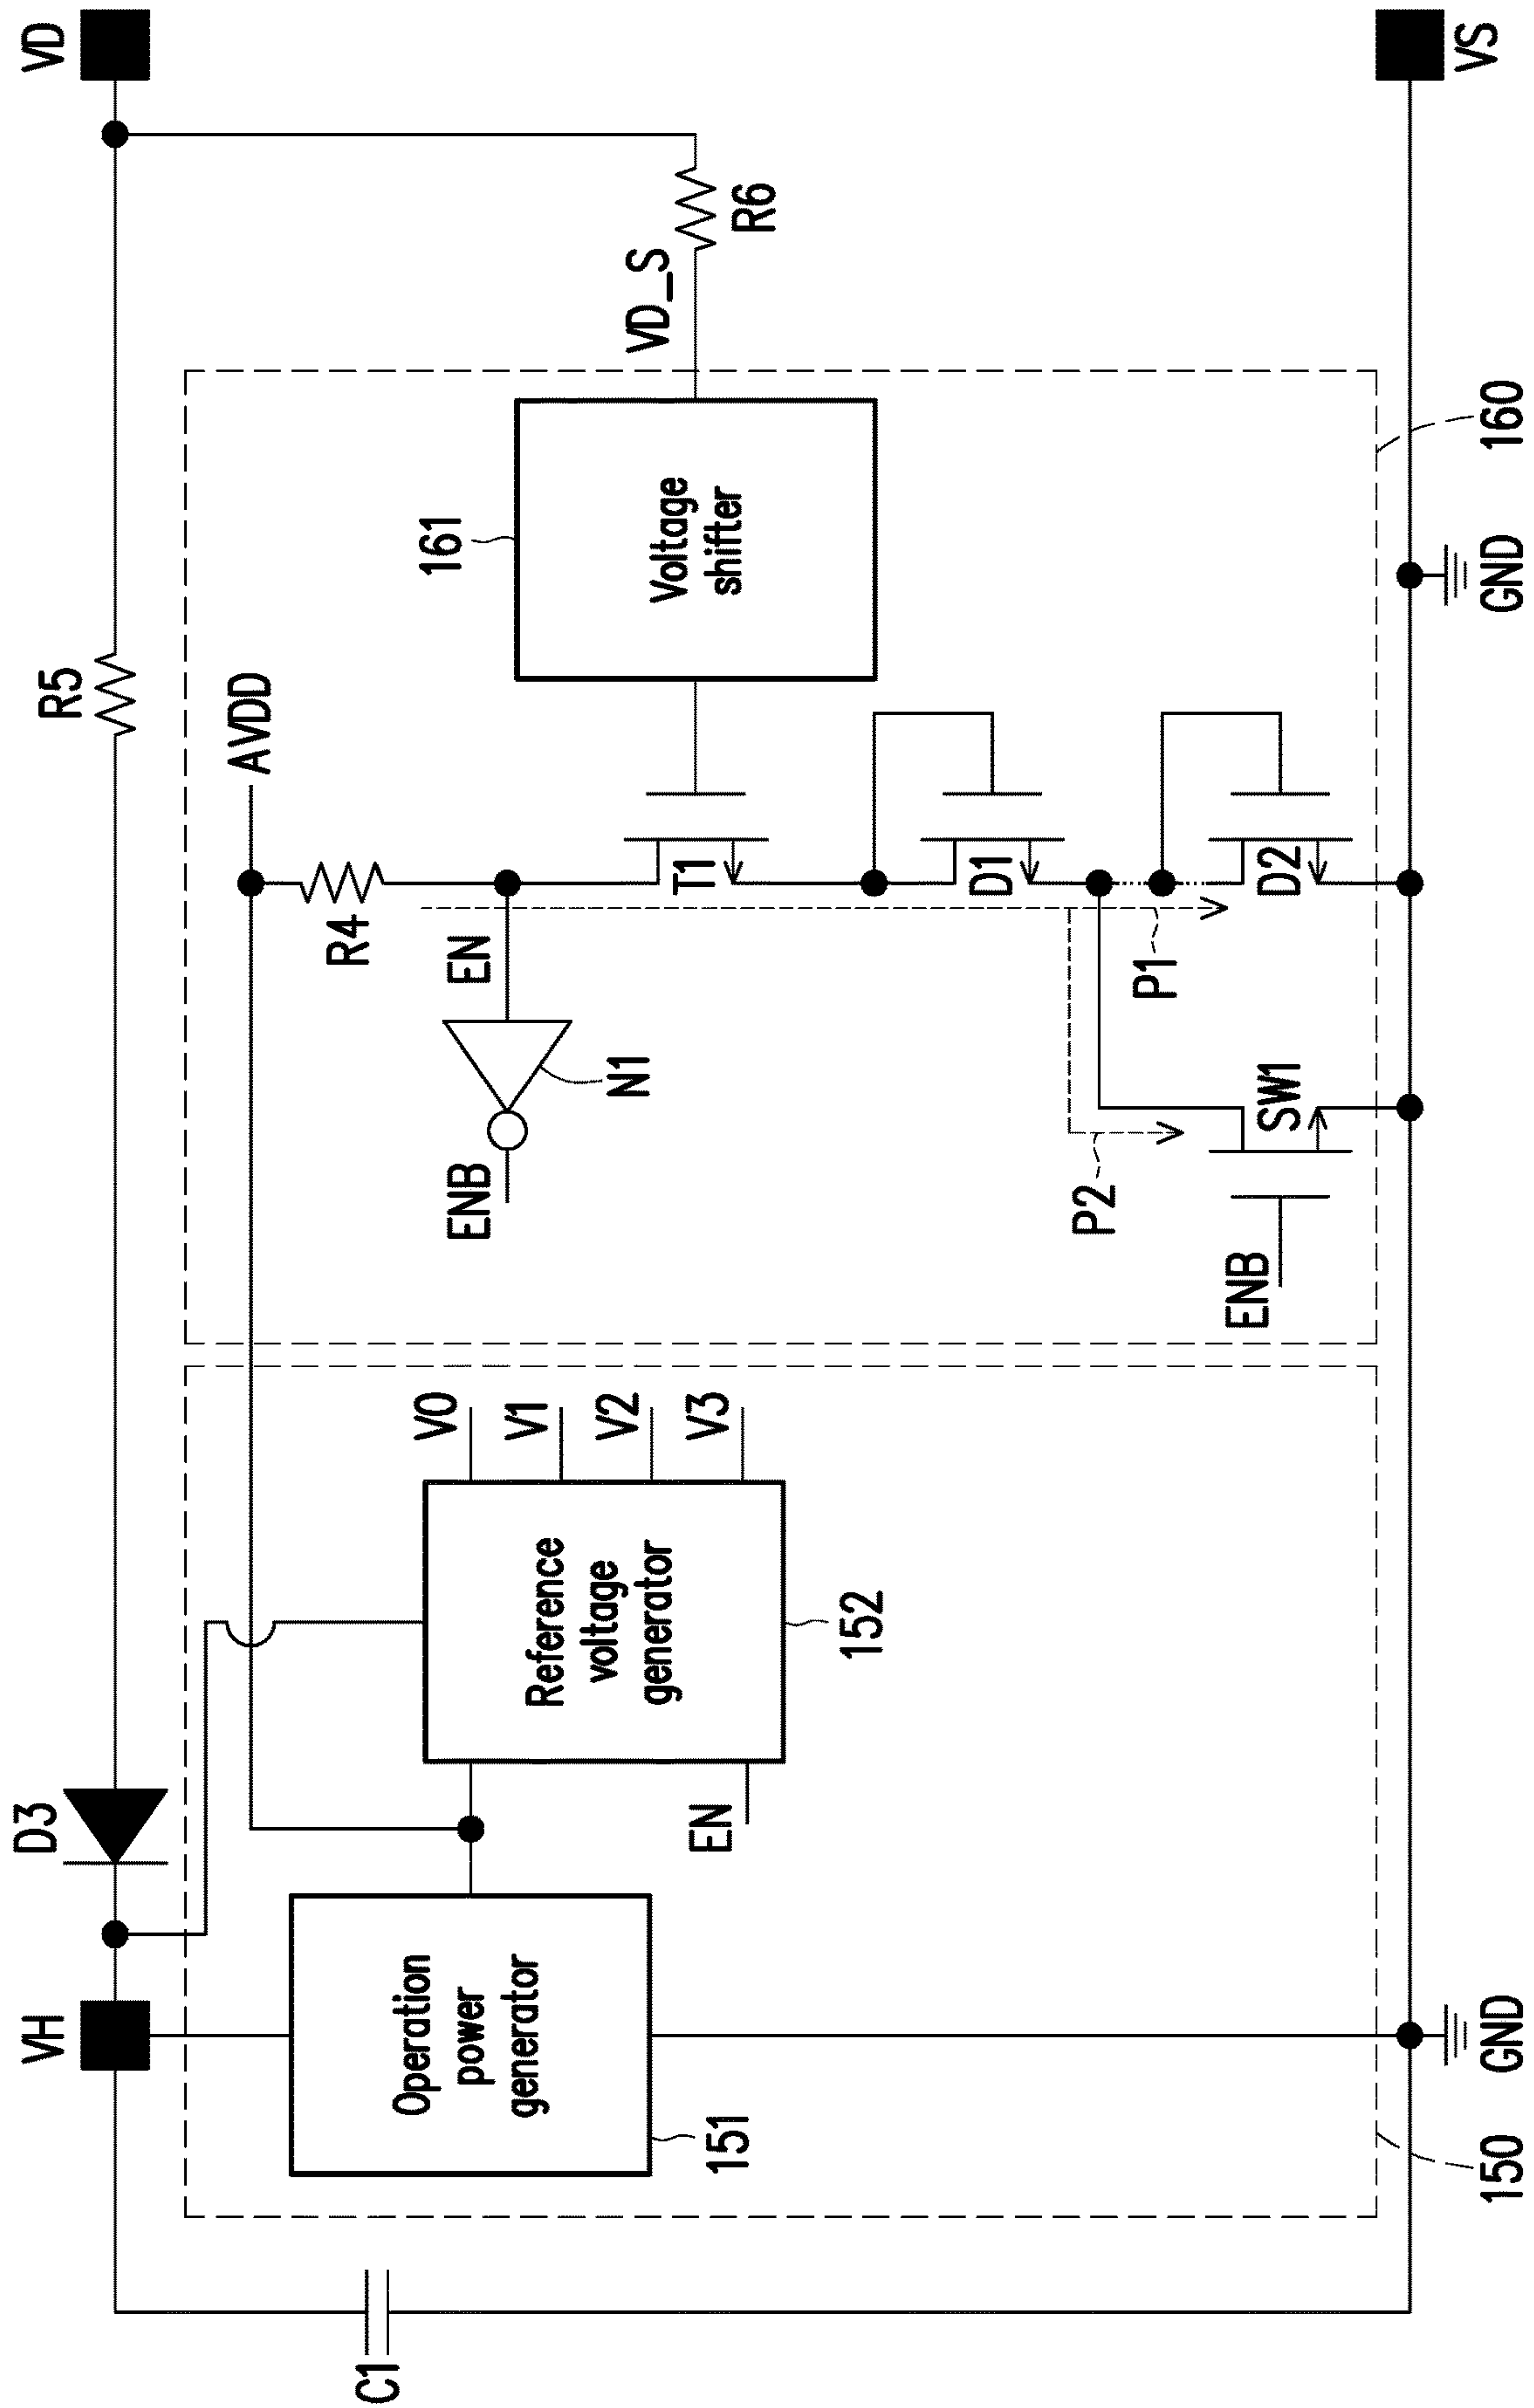 VH
D3
R5
VD
AVDD
R4
EN
N1
ENB
T1
161
Voltage
shifter
VD_S
R6
D1
D2
P1
P2
SW1
ENB
Operation
power
generator
151
Reference
voltage
generator
152
V0
V1
V2
V3
EN
C1
150
GND
GND
160
VS